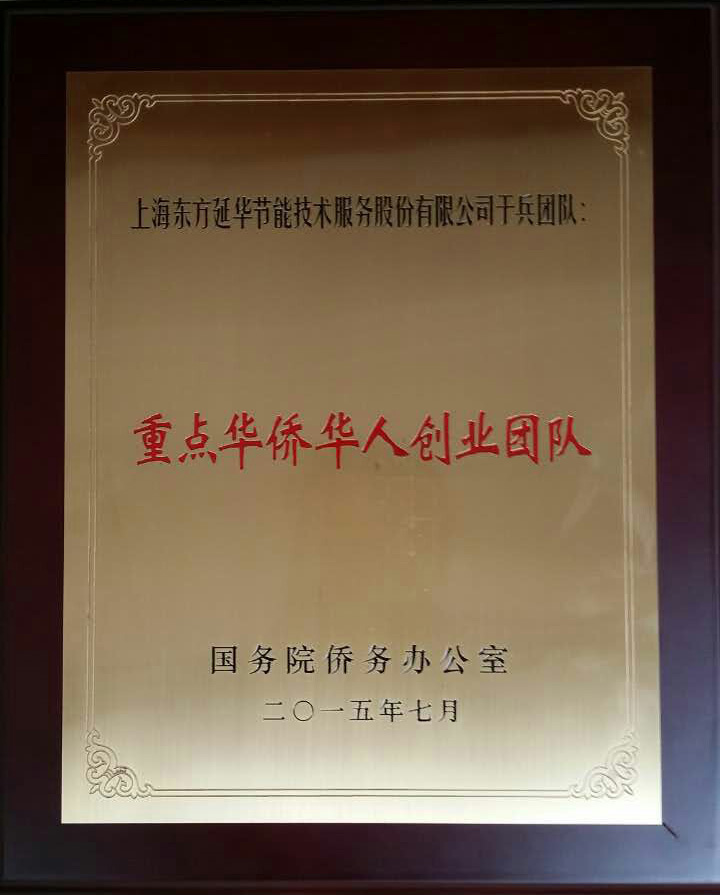 上海东方延华节能技术服务股份有限公司于兵团队：
重点华侨华人创业团队
国务院侨务办公室
二〇一五年七月